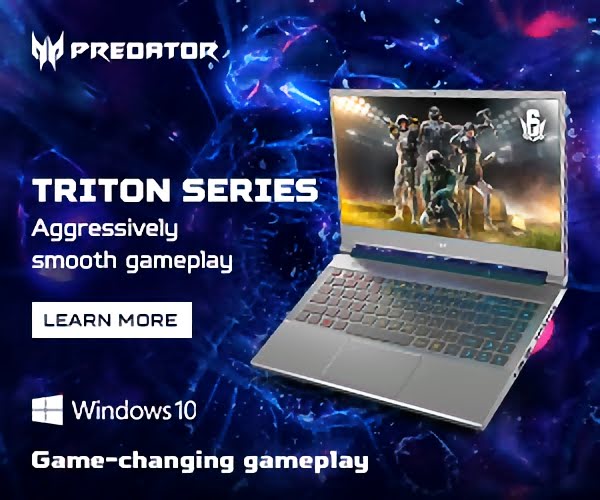 PREDATOR
TRITON SERIES
Aggressively
smooth gameplay
LEARN MORE
Windows 10
Game-changing gameplay